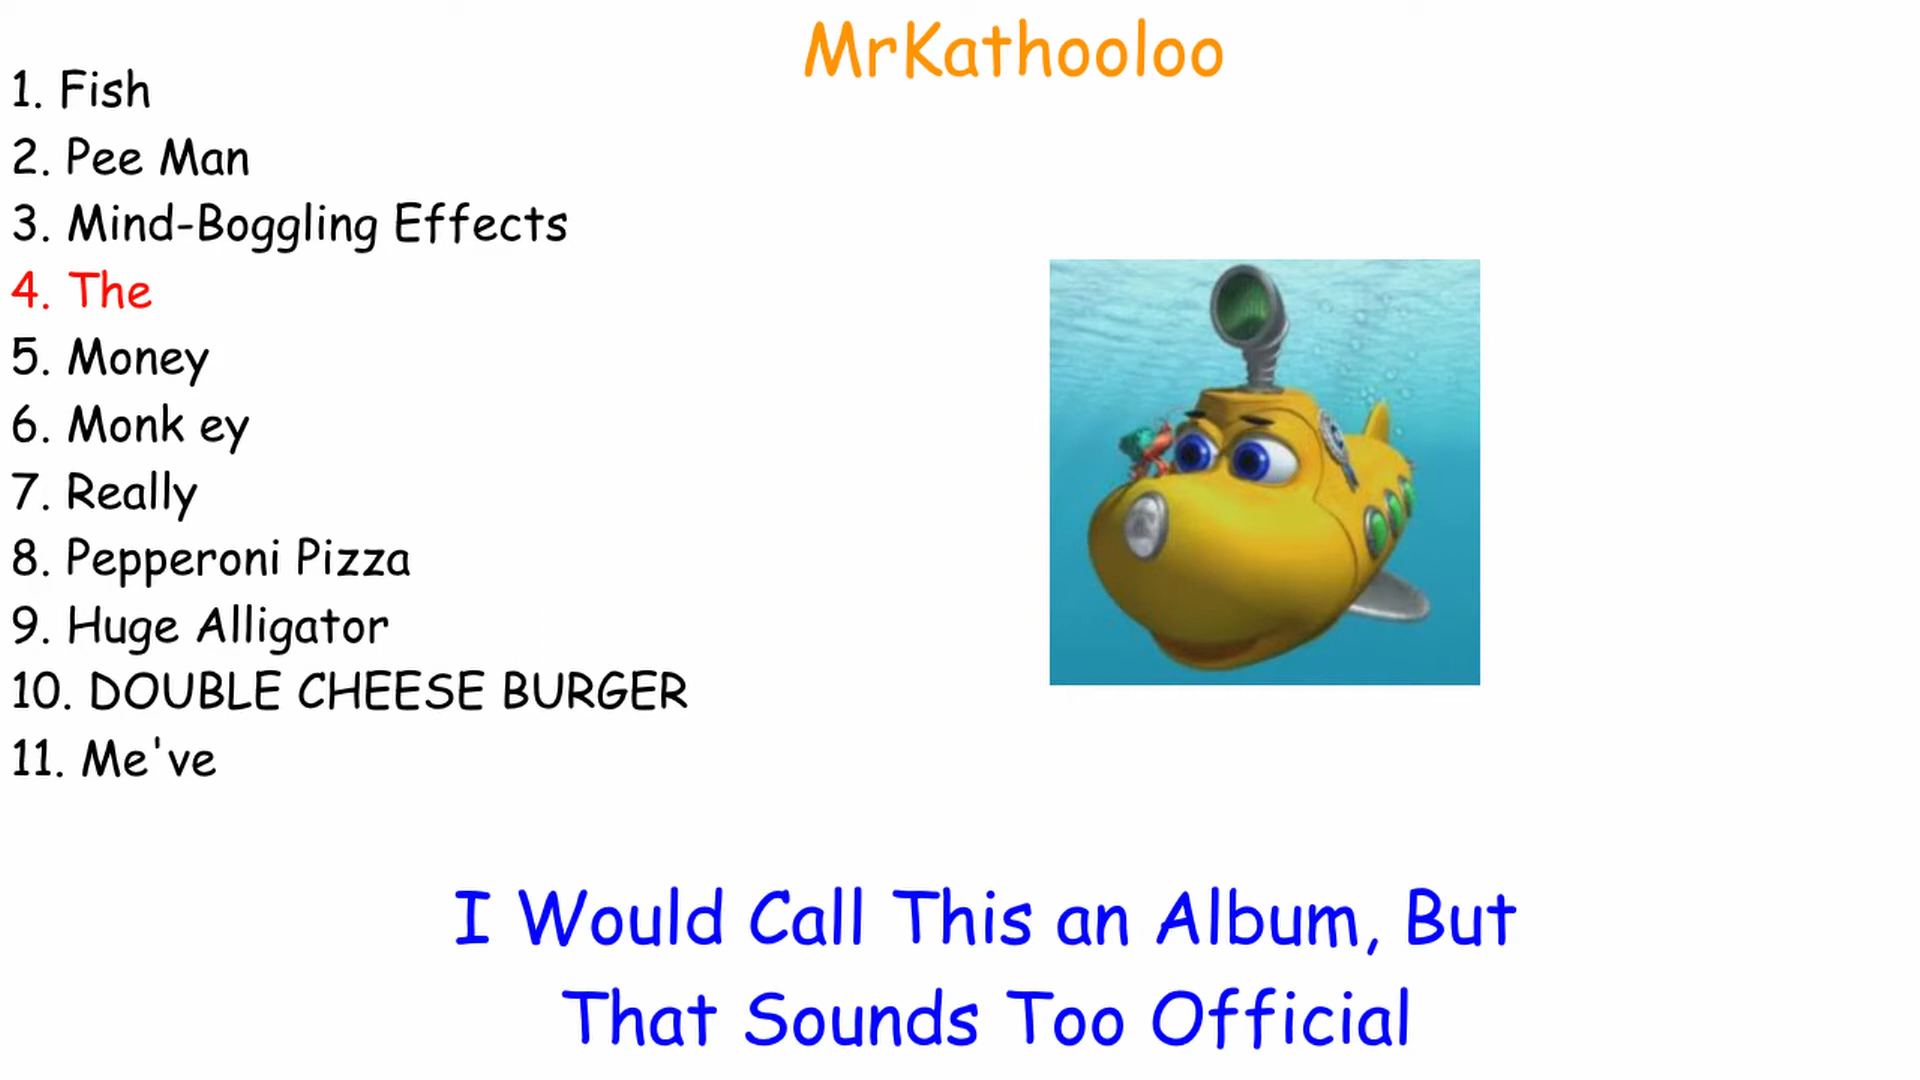 MrKathooloo
1. Fish
2. Pee Man
3. Mind-Boggling Effects
4. The
5. Money
6. Monk ey
7. Really
8. Pepperoni Pizza
9. Huge Alligator
10. DOUBLE CHEESE BURGER
11. Me've
I Would Call This an Album, But
That Sounds Too Official